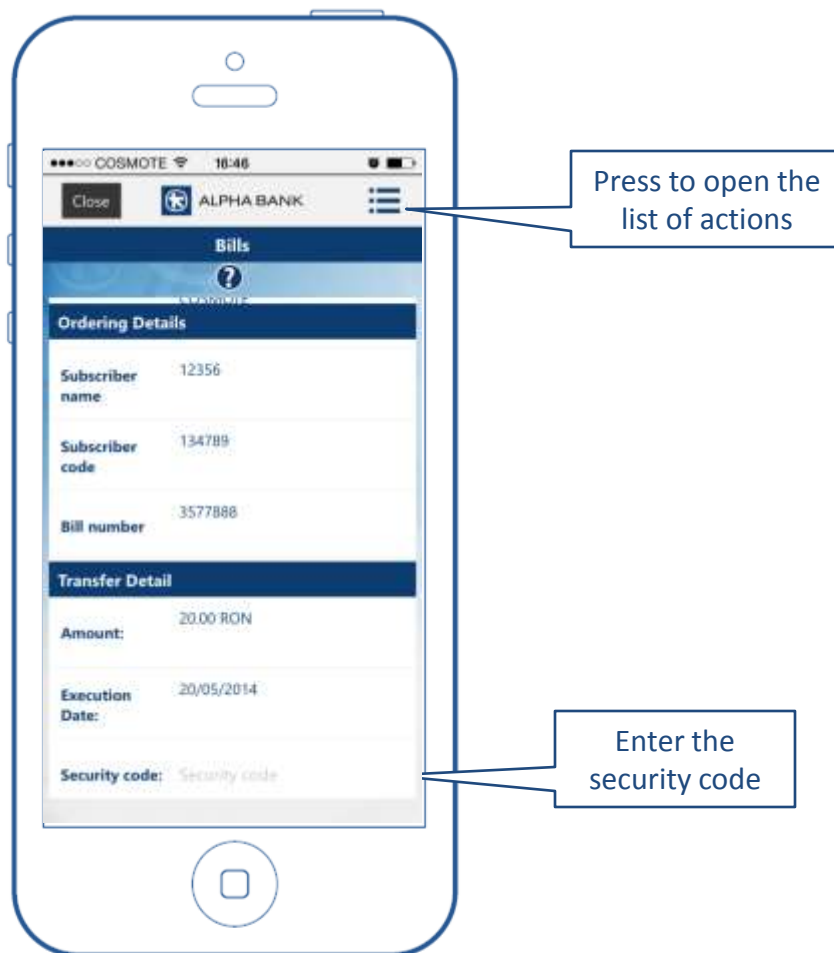 COSMOTE 16:46
Close ALPHA BANK
Press to open the
list of actions
Bills
?
COSMOTE
Ordering Details
Subscriber
name
12356
Subscriber
code
134789
Bill number
3577888
Transfer Detail
Amount:
20.00 RON
Execution
Date:
20/05/2014
Security code: Security code
Enter the
security code